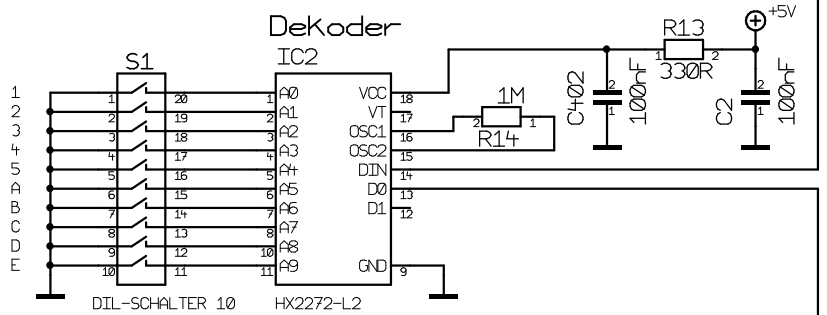 DeKoder
IC2
S1
+5V
R13
1 2
330R
1 1 20 1 A0 VCC 18
2 2 19 2 A1 VT 17
3 3 18 3 A2 OSC1 16
4 4 17 4 A3 OSC2 15
5 5 16 5 A4 DIN 14
A 6 15 6 A5 D0 13
B 7 14 7 A6 D1 12
C 8 13 8 A7
D 9 12 10 A8
E 10 11 11 A9 GND 9
1M
2 1
R14
C402
2
1
100nF
C2
2
1
100nF
DIL-SCHALTER 10
HX2272-L2